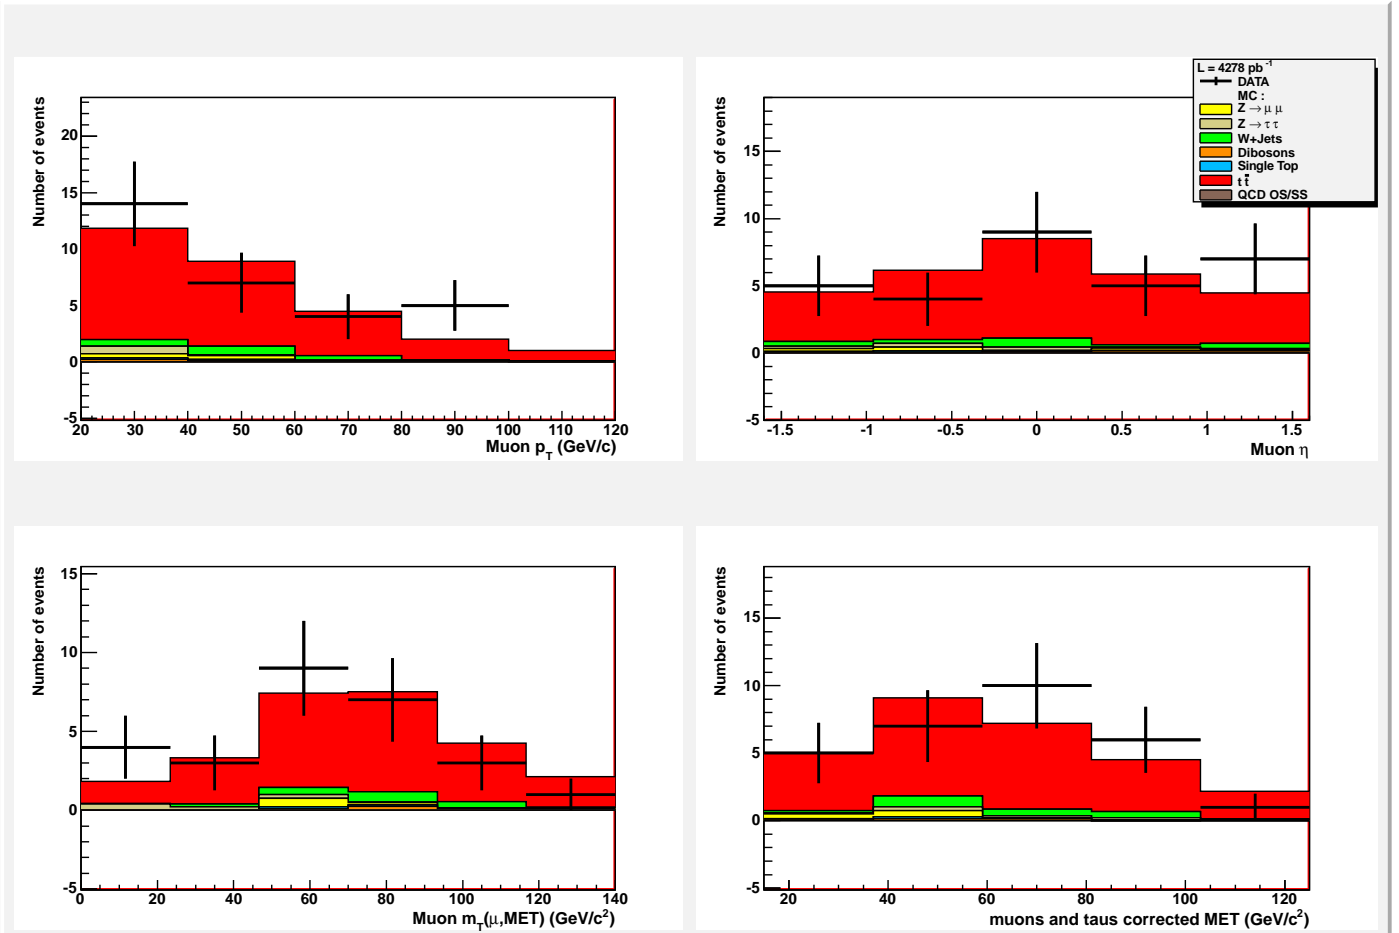 Number of events
20
15
10
5
0
-5
20 30 40 50 60 70 80 90 100 110 120
Muon p_T (GeV/c)
Number of events
15
10
5
0
-5
-1.5 -1 -0.5 0 0.5 1 1.5
Muon η
L = 4278 pb⁻¹
DATA
MC :
Z → μ μ
Z → τ τ
W+Jets
Dibosons
Single Top
t t̄
QCD OS/SS
Number of events
15
10
5
0
-5
0 20 40 60 80 100 120 140
Muon m_T(μ,MET) (GeV/c²)
Number of events
15
10
5
0
-5
20 40 60 80 100 120
muons and taus corrected MET (GeV/c²)